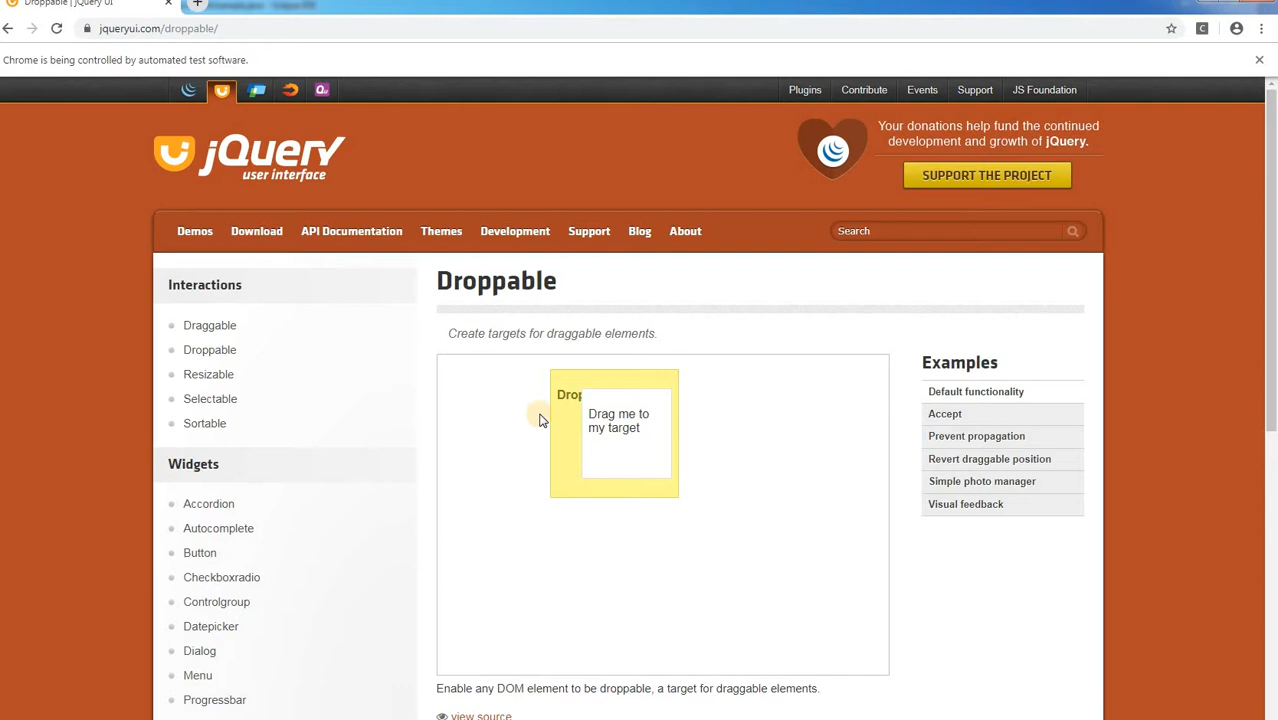 Droppable | jQuery UI
jqueryui.com/droppable/
Chrome is being controlled by automated test software.
Plugins
Contribute
Events
Support
JS Foundation
jQuery
user interface
Your donations help fund the continued
development and growth of jQuery.
SUPPORT THE PROJECT
Demos
Download
API Documentation
Themes
Development
Support
Blog
About
Search
Interactions
Draggable
Droppable
Resizable
Selectable
Sortable
Widgets
Accordion
Autocomplete
Button
Checkboxradio
Controlgroup
Datepicker
Dialog
Menu
Progressbar
Droppable
Create targets for draggable elements.
Drop
Drag me to
my target
Enable any DOM element to be droppable, a target for draggable elements.
view source
Examples
Default functionality
Accept
Prevent propagation
Revert draggable position
Simple photo manager
Visual feedback